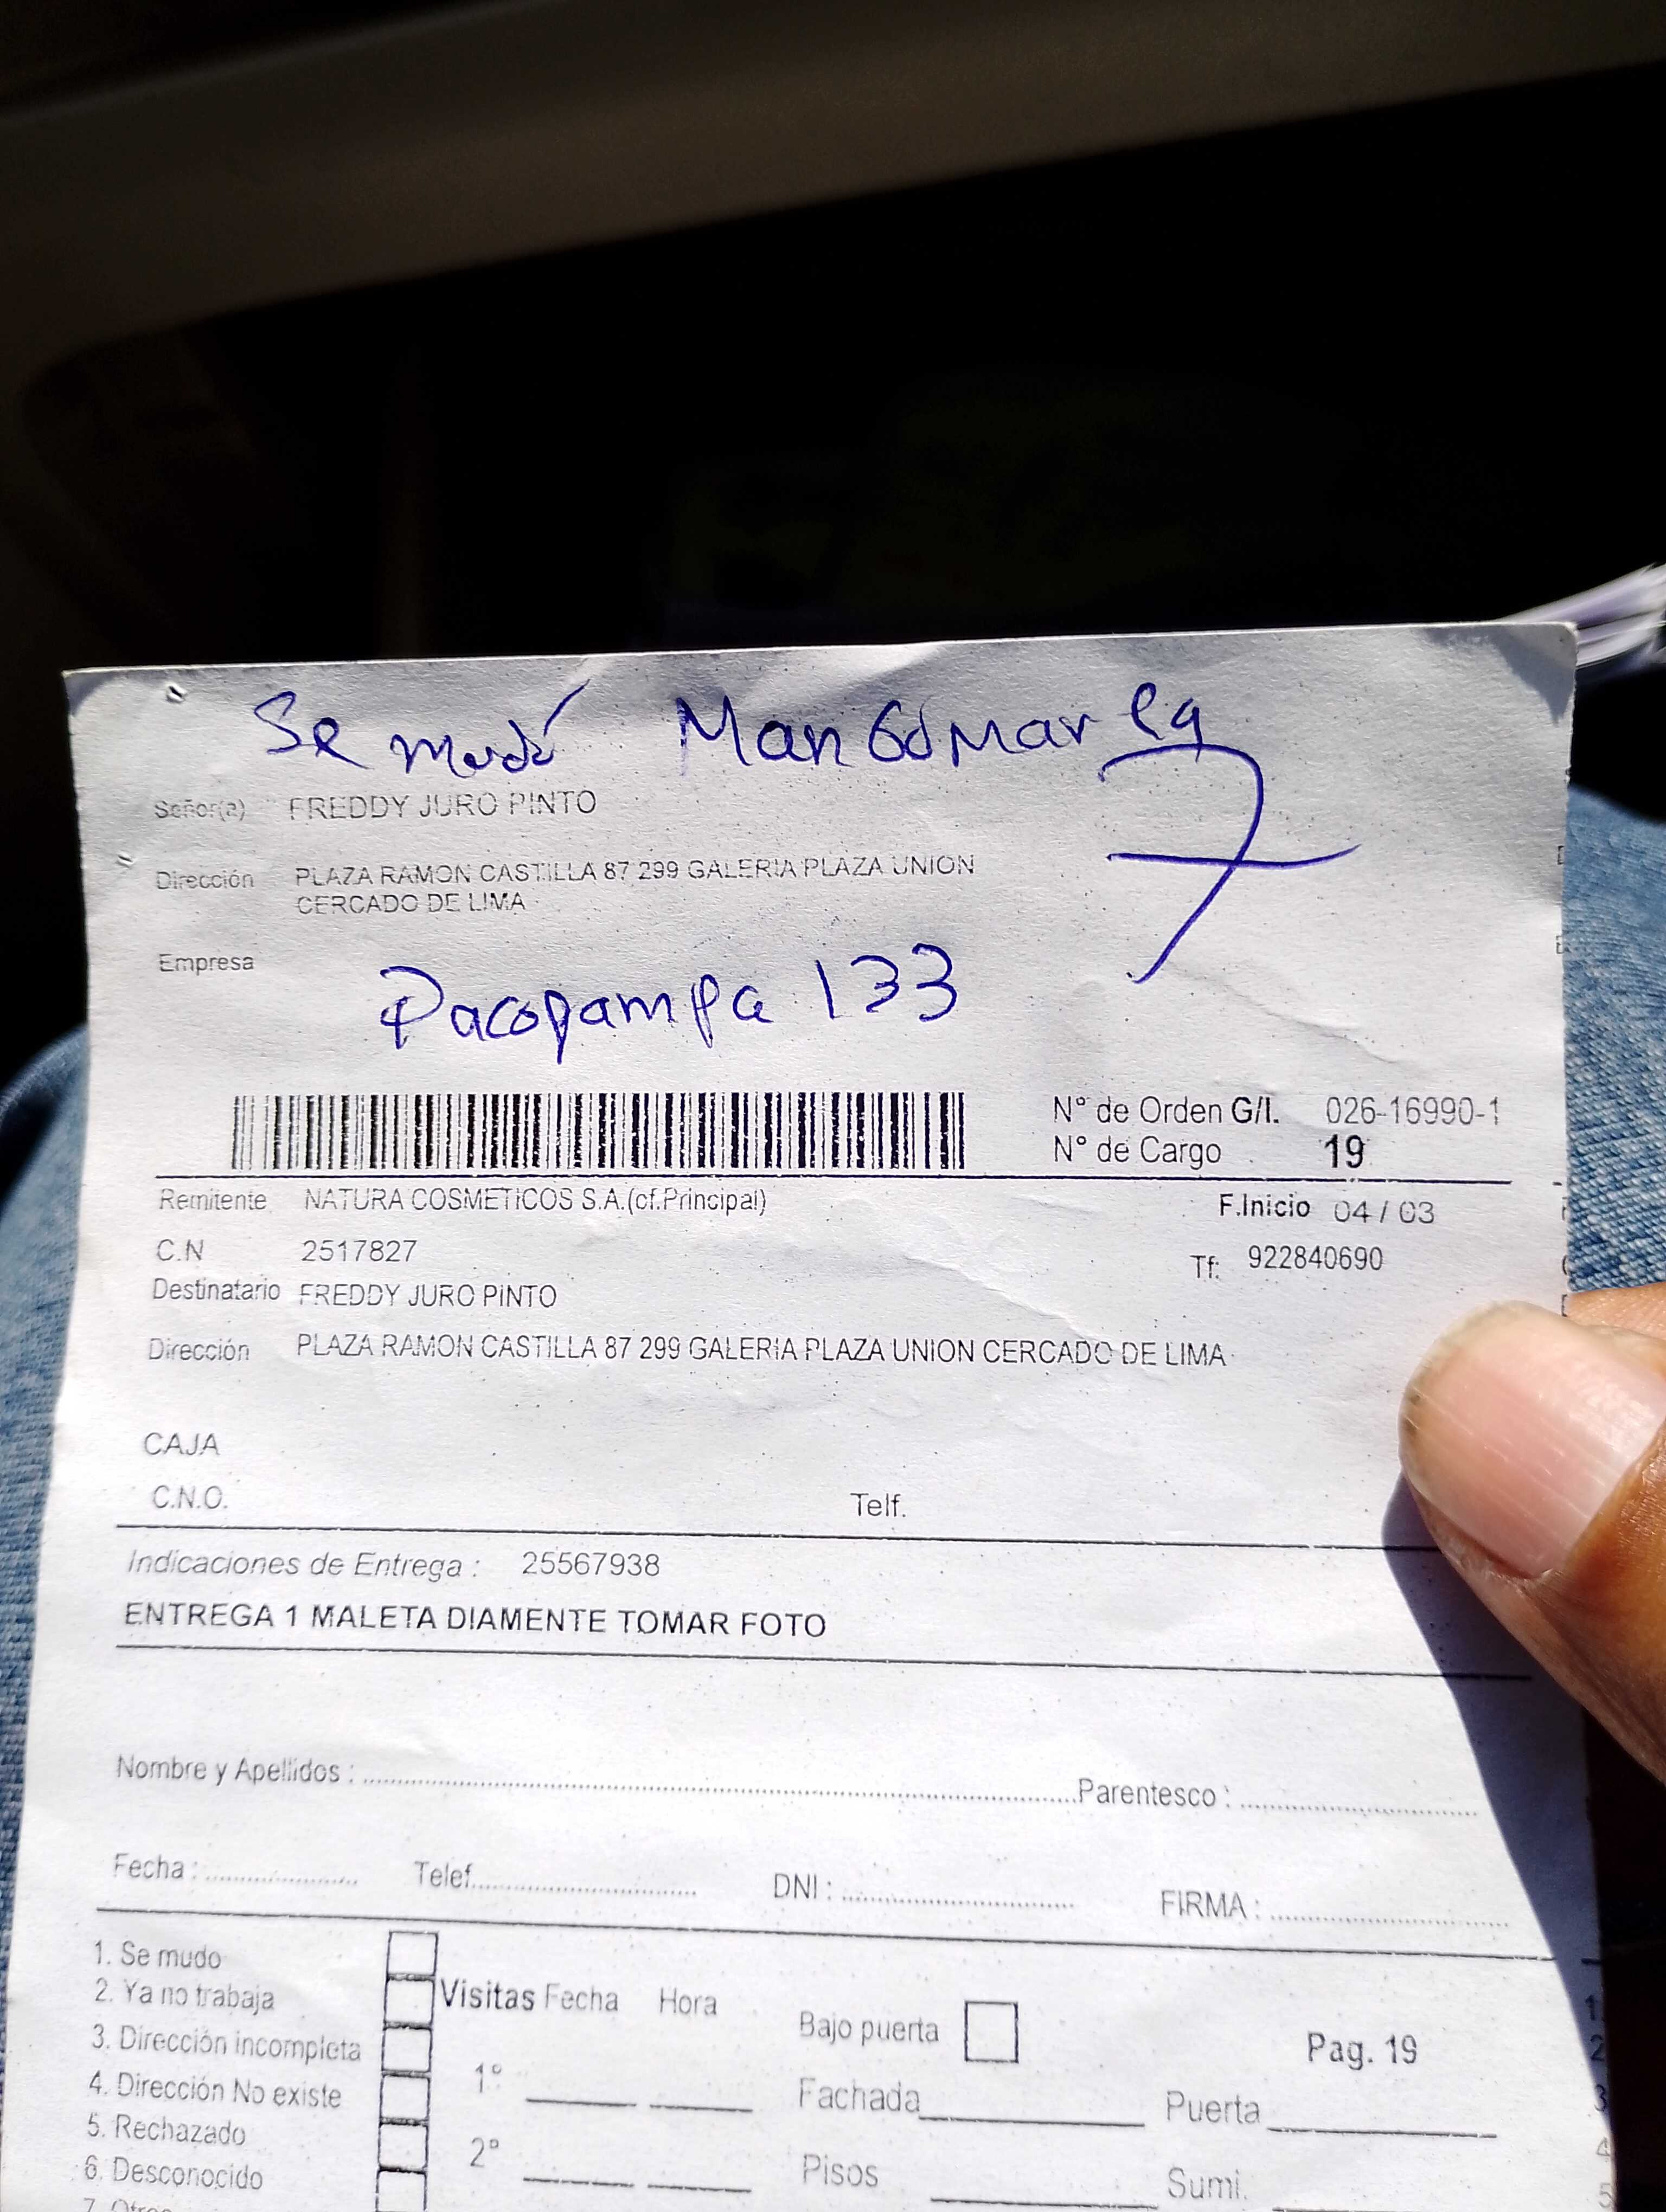 Se mudó Mangomarca
Señor(a) FREDDY JURO PINTO
Dirección PLAZA RAMON CASTILLA 87 299 GALERIA PLAZA UNION
CERCADO DE LIMA
7
Empresa
Pacopampa 133
N° de Orden G/I. 026-16990-1
N° de Cargo 19
Remitente NATURA COSMETICOS S.A.(cf.Principal)
F.Inicio 04 / 03
C.N 2517827
Tf: 922840690
Destinatario FREDDY JURO PINTO
Dirección PLAZA RAMON CASTILLA 87 299 GALERIA PLAZA UNION CERCADO DE LIMA
CAJA
C.N.O. Telf.
Indicaciones de Entrega : 25567938
ENTREGA 1 MALETA DIAMENTE TOMAR FOTO
Nombre y Apellidos : Parentesco :
Fecha : Telef. DNI : FIRMA :
1. Se mudo
2. Ya no trabaja
Visitas Fecha Hora
Bajo puerta
Pag. 19
3. Dirección incompleta
1°
4. Dirección No existe
Fachada Puerta
5. Rechazado
2°
6. Desconocido
Pisos Sumi.
7. Otros